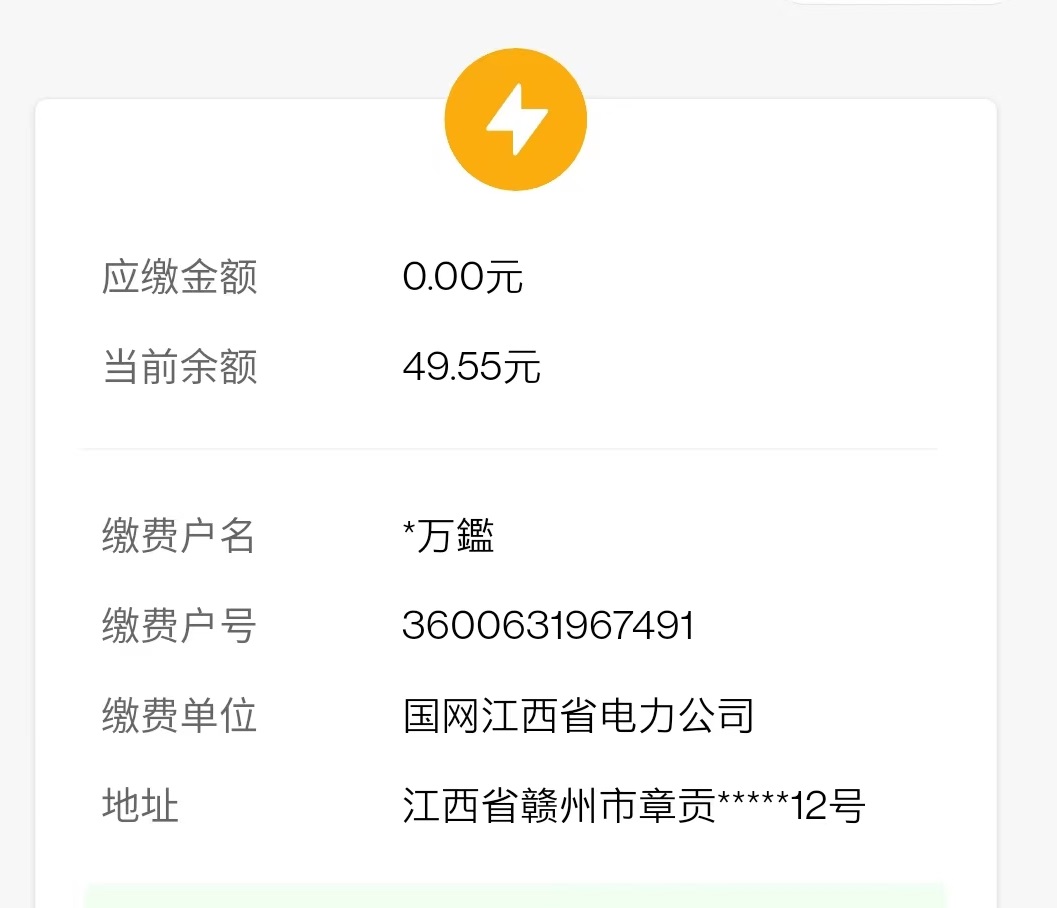 应缴金额 0.00元
当前余额 49.55元
缴费户名 *万鑑
缴费户号 3600631967491
缴费单位 国网江西省电力公司
地址 江西省赣州市章贡*****12号